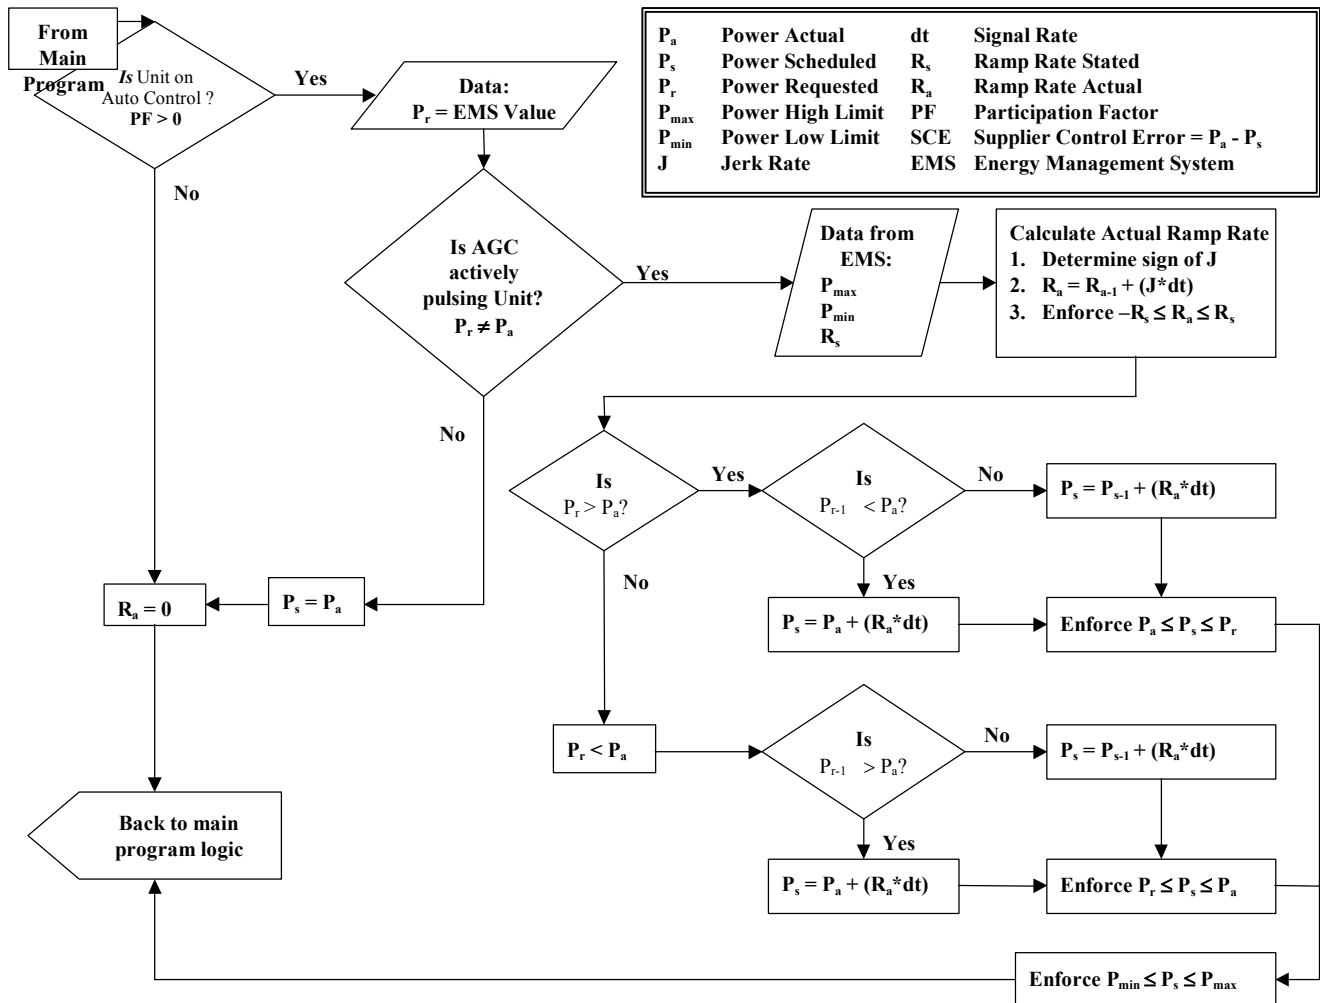 From
Main
Program
Is Unit on
Auto Control ?
PF > 0
Yes
No
Data:
Pr = EMS Value
Pa Power Actual dt Signal Rate
Ps Power Scheduled Rs Ramp Rate Stated
Pr Power Requested Ra Ramp Rate Actual
Pmax Power High Limit PF Participation Factor
Pmin Power Low Limit SCE Supplier Control Error = Pa - Ps
J Jerk Rate EMS Energy Management System
Is AGC
actively
pulsing Unit?
Pr ≠ Pa
Yes
No
Data from
EMS:
Pmax
Pmin
Rs
Calculate Actual Ramp Rate
1. Determine sign of J
2. Ra = Ra-1 + (J*dt)
3. Enforce –Rs ≤ Ra ≤ Rs
Is
Pr > Pa?
Yes
No
Is
Pr-1 < Pa?
No
Yes
Ps = Ps-1 + (Ra*dt)
Ra = 0
Ps = Pa
Ps = Pa + (Ra*dt)
Enforce Pa ≤ Ps ≤ Pr
Pr < Pa
Is
Pr-1 > Pa?
No
Yes
Ps = Ps-1 + (Ra*dt)
Back to main
program logic
Ps = Pa + (Ra*dt)
Enforce Pr ≤ Ps ≤ Pa
Enforce Pmin ≤ Ps ≤ Pmax